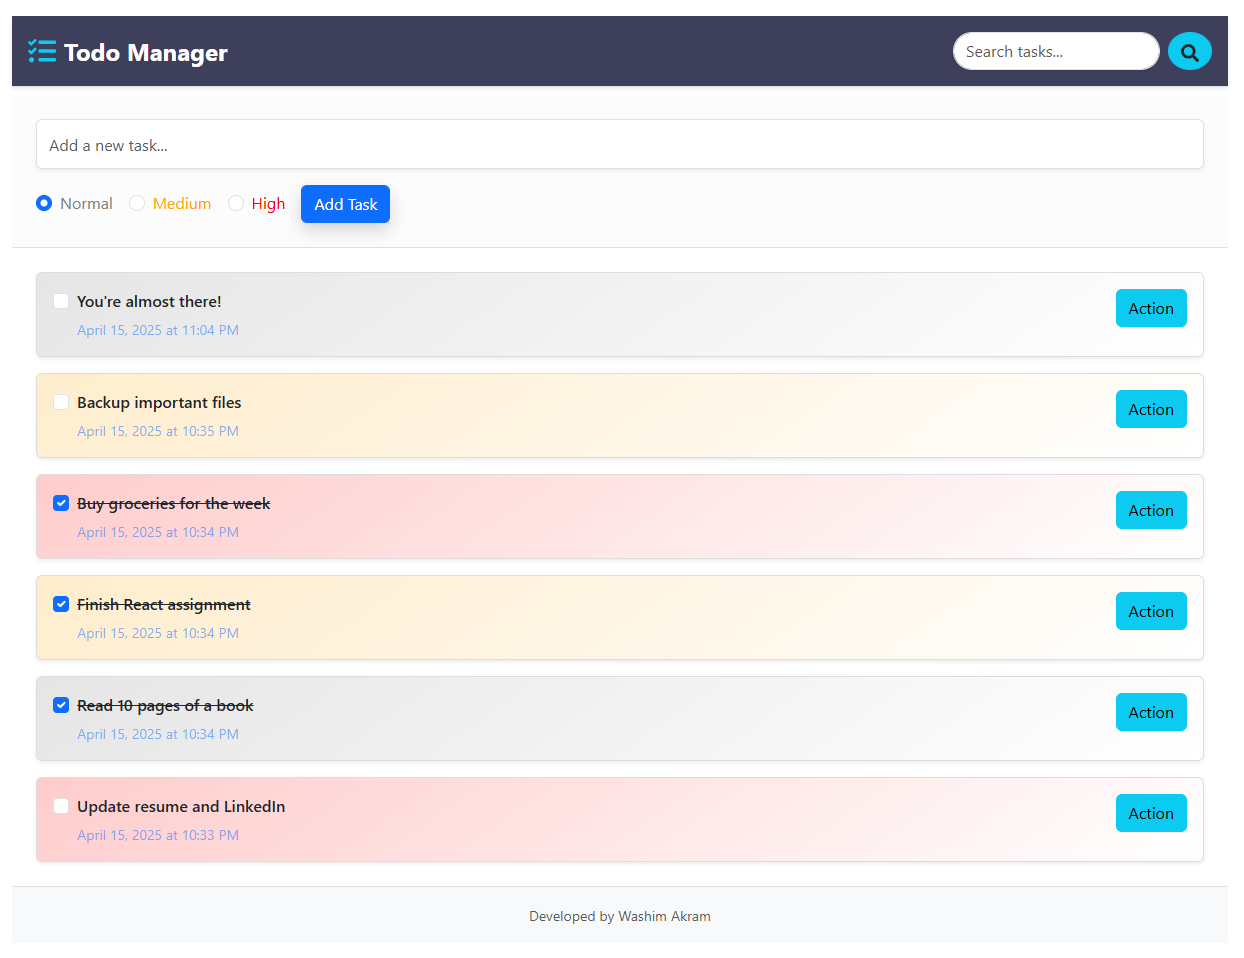 Todo Manager
Search tasks...
Add a new task...
Normal Medium High Add Task
You're almost there!
Action
April 15, 2025 at 11:04 PM
Backup important files
Action
April 15, 2025 at 10:35 PM
Buy groceries for the week
Action
April 15, 2025 at 10:34 PM
Finish React assignment
Action
April 15, 2025 at 10:34 PM
Read 10 pages of a book
Action
April 15, 2025 at 10:34 PM
Update resume and LinkedIn
Action
April 15, 2025 at 10:33 PM
Developed by Washim Akram